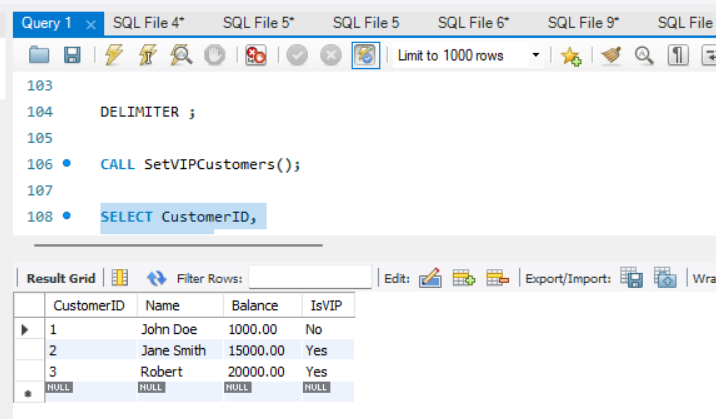 Query 1 SQL File 4* SQL File 5* SQL File 5 SQL File 6* SQL File 9* SQL File
Limit to 1000 rows
103
104 DELIMITER ;
105
106 CALL SetVIPCustomers();
107
108 SELECT CustomerID,
Result Grid Filter Rows: Edit: Export/Import: Wra
CustomerID Name Balance IsVIP
1 John Doe 1000.00 No
2 Jane Smith 15000.00 Yes
3 Robert 20000.00 Yes
NULL NULL NULL NULL